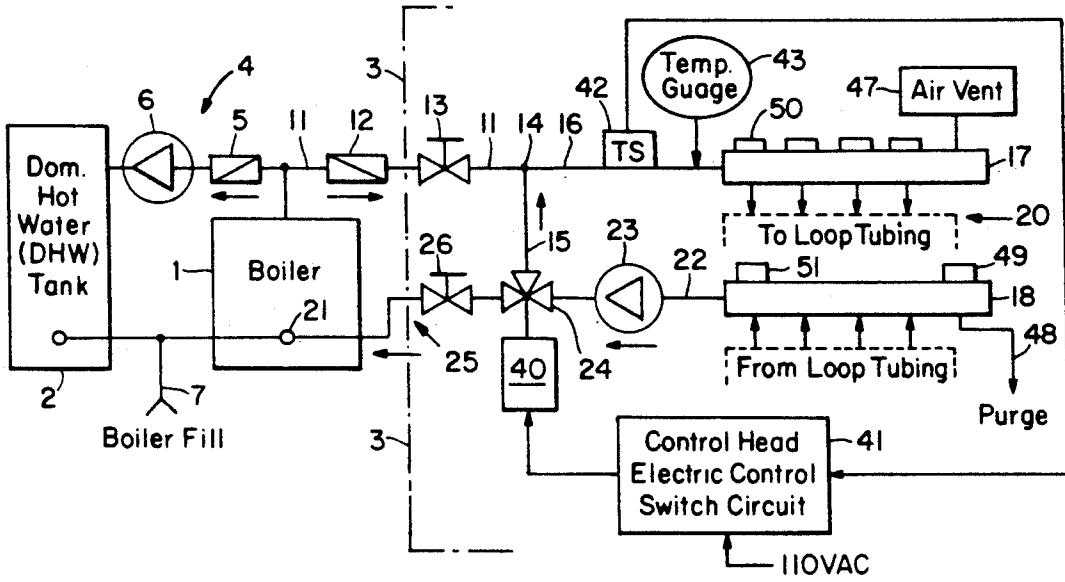 4
3
13
42
Temp.
Guage
43
47
Air Vent
6
5
11
12
11
14
16
TS
50
17
Dom.
Hot
Water
(DHW)
Tank
1
Boiler
26
15
23
22
To Loop Tubing
20
51
49
18
21
25
24
From Loop Tubing
48
2
7
40
Purge
Boiler Fill
3
Control Head
Electric Control
Switch Circuit
41
110VAC